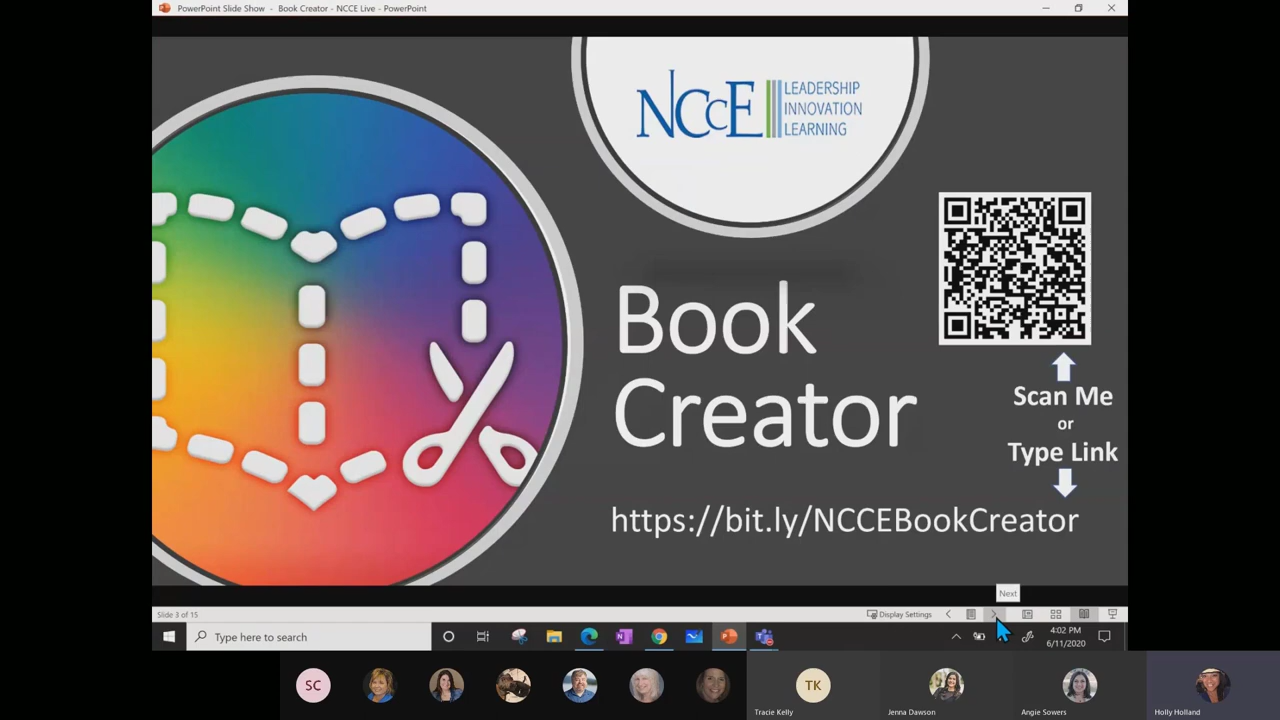 PowerPoint Slide Show - Book Creator - NCCE Live - PowerPoint
NCCE
LEADERSHIP
INNOVATION
LEARNING
Book
Creator
Scan Me
or
Type Link
https://bit.ly/NCCEBookCreator
Next
Slide 3 of 15
Display Settings
Type here to search
4:02 PM
6/11/2020
SC
TK
Tracie Kelly
Jenna Dawson
Angie Sowers
Holly Holland